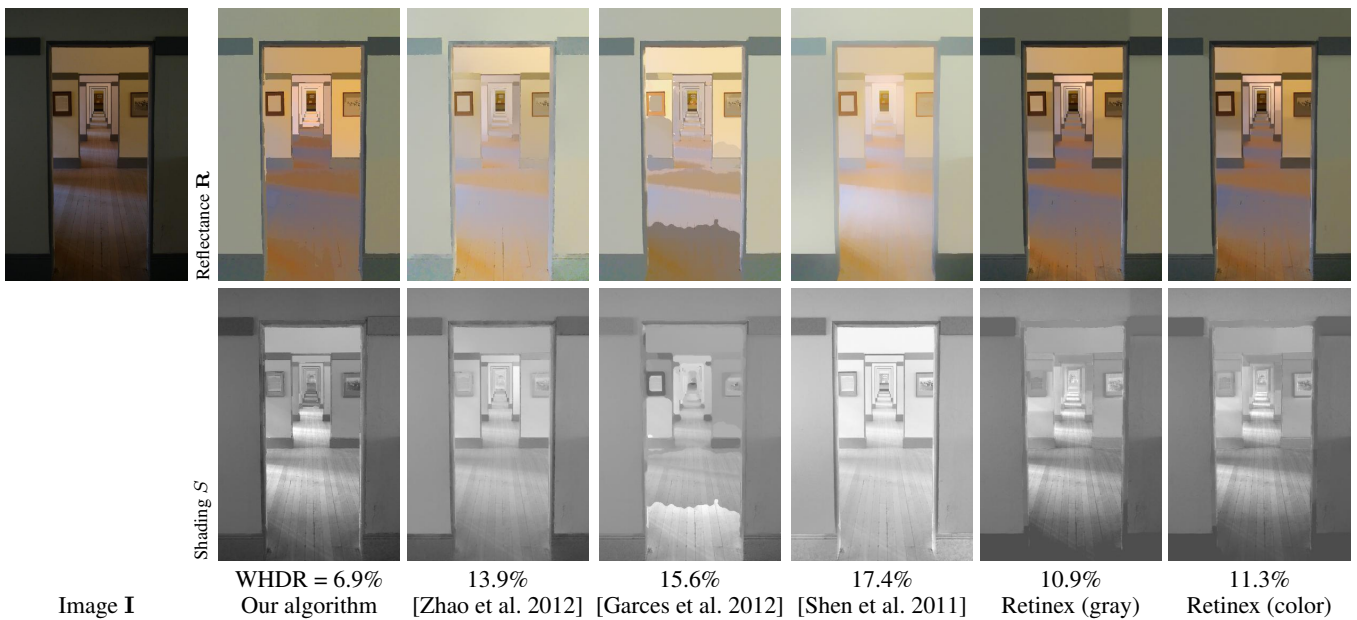 Reflectance R
Shading S
WHDR = 6.9% 13.9% 15.6% 17.4% 10.9% 11.3%
Image I Our algorithm [Zhao et al. 2012] [Garces et al. 2012] [Shen et al. 2011] Retinex (gray) Retinex (color)